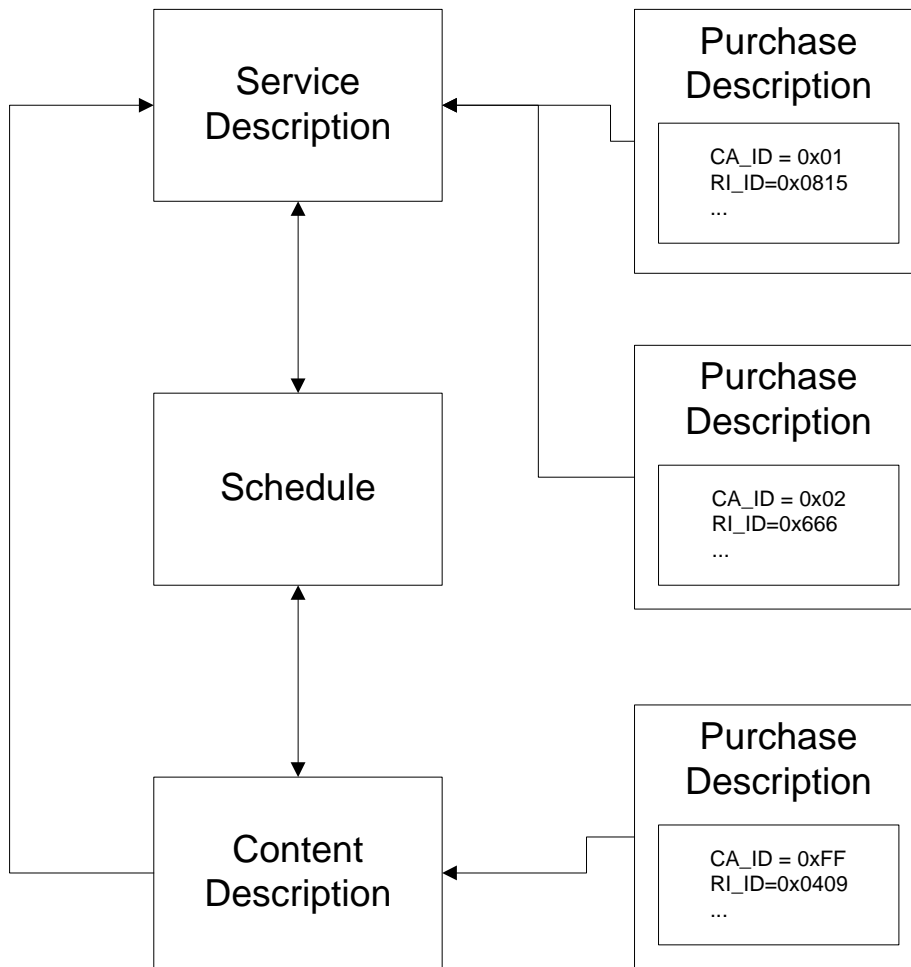 Service
Description
Purchase
Description
CA_ID = 0x01
RI_ID=0x0815
...
Schedule
Purchase
Description
CA_ID = 0x02
RI_ID=0x666
...
Content
Description
Purchase
Description
CA_ID = 0xFF
RI_ID=0x0409
...